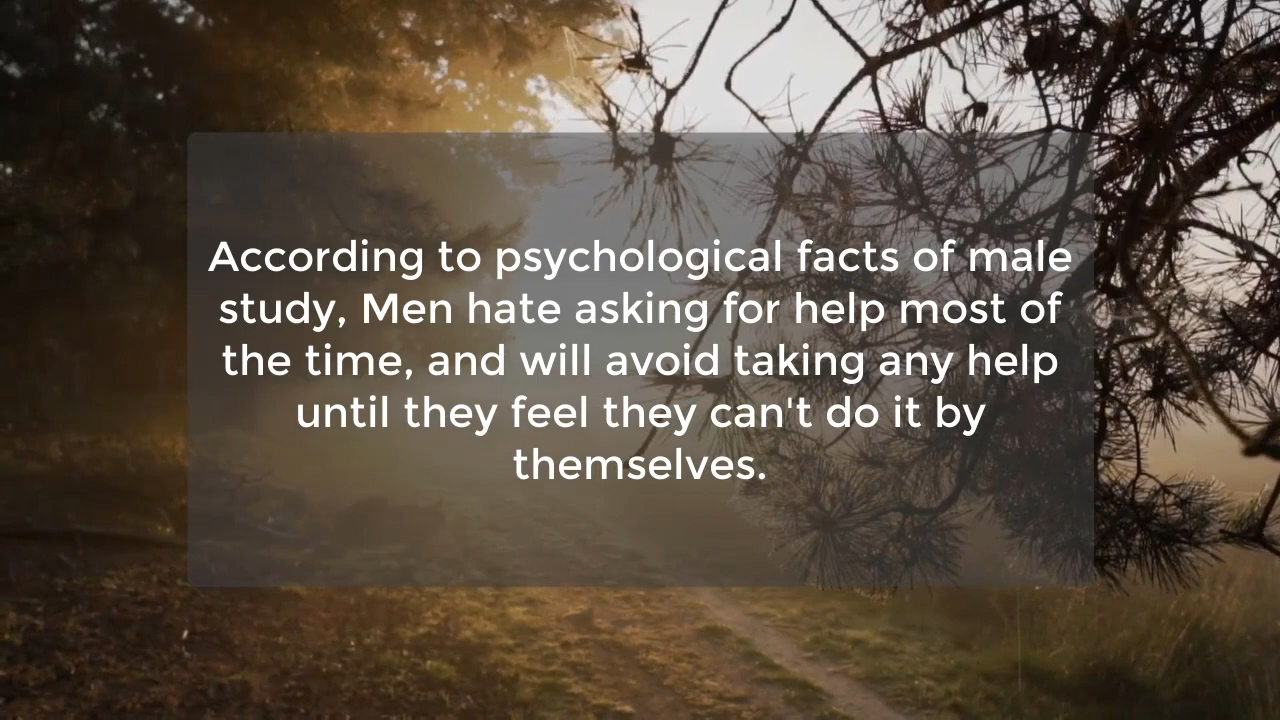 According to psychological facts of male
study, Men hate asking for help most of
the time, and will avoid taking any help
until they feel they can't do it by
themselves.